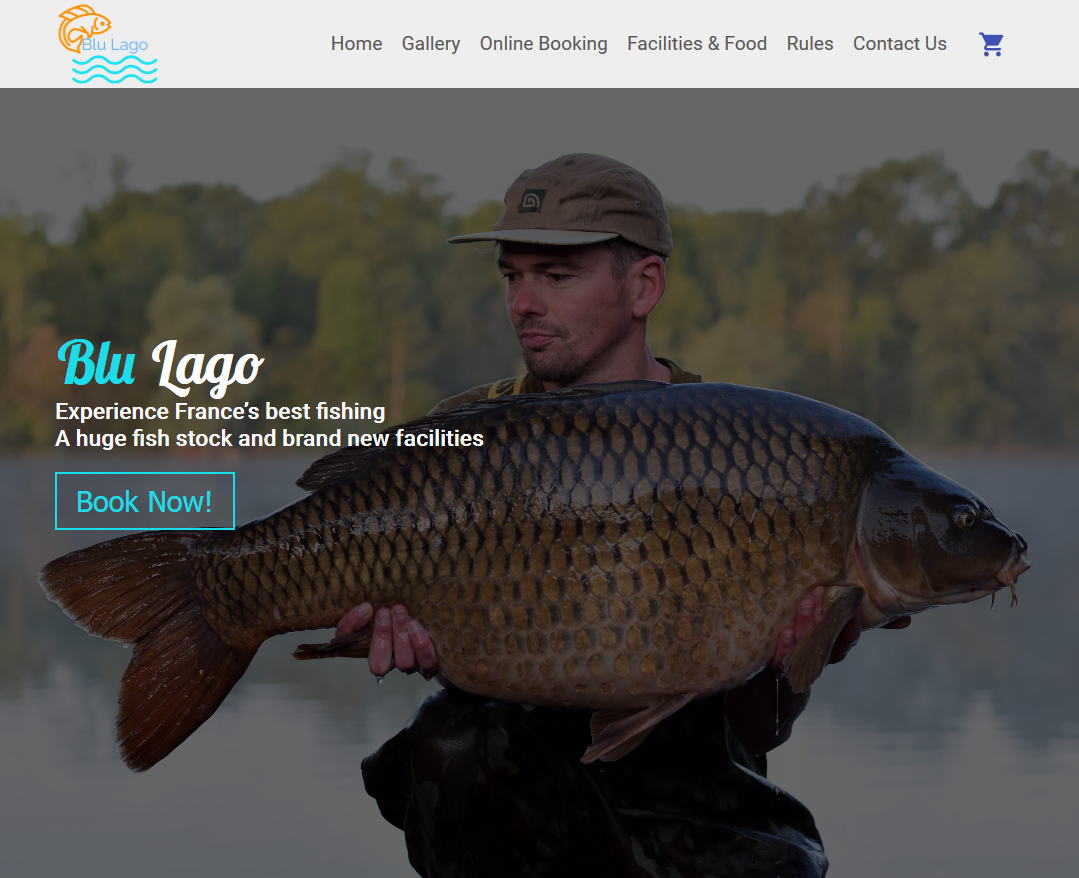 Blu Lago
Home Gallery Online Booking Facilities & Food Rules Contact Us
Blu Lago
Experience France’s best fishing
A huge fish stock and brand new facilities
Book Now!